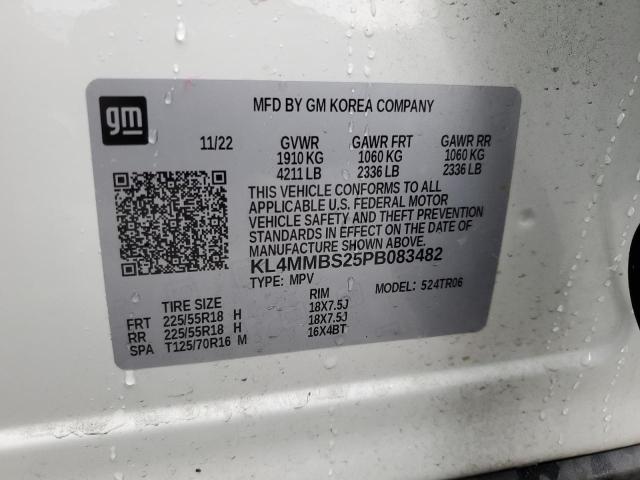 gm
MFD BY GM KOREA COMPANY
11/22 GVWR GAWR FRT GAWR RR
1910 KG 1060 KG 1060 KG
4211 LB 2336 LB 2336 LB
THIS VEHICLE CONFORMS TO ALL
APPLICABLE U.S. FEDERAL MOTOR
VEHICLE SAFETY AND THEFT PREVENTION
STANDARDS IN EFFECT ON THE DATE OF
MANUFACTURE SHOWN ABOVE.
KL4MMBS25PB083482
TYPE: MPV MODEL: 524TR06
TIRE SIZE RIM
FRT 225/55R18 H 18X7.5J
RR 225/55R18 H 18X7.5J
SPA T125/70R16 M 16X4BT